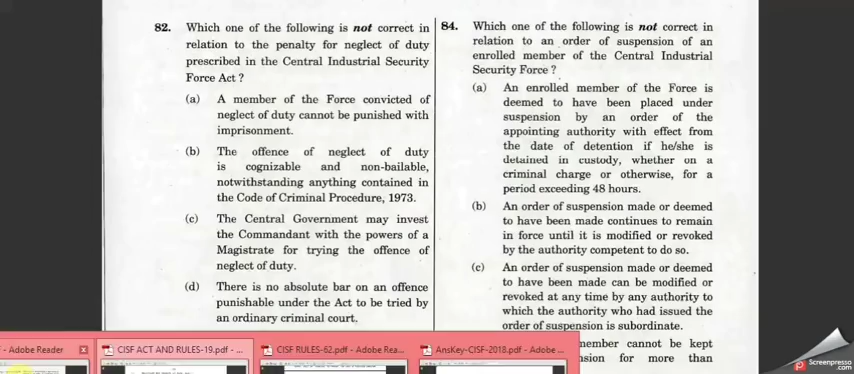 82. Which one of the following is not correct in
relation to the penalty for neglect of duty
prescribed in the Central Industrial Security
Force Act ?
(a) A member of the Force convicted of
neglect of duty cannot be punished with
imprisonment.
(b) The offence of neglect of duty
is cognizable and non-bailable,
notwithstanding anything contained in
the Code of Criminal Procedure, 1973.
(c) The Central Government may invest
the Commandant with the powers of a
Magistrate for trying the offence of
neglect of duty.
(d) There is no absolute bar on an offence
punishable under the Act to be tried by
an ordinary criminal court.
84. Which one of the following is not correct in
relation to an order of suspension of an
enrolled member of the Central Industrial
Security Force ?
(a) An enrolled member of the Force is
deemed to have been placed under
suspension by an order of the
appointing authority with effect from
the date of detention if he/she is
detained in custody, whether on a
criminal charge or otherwise, for a
period exceeding 48 hours.
(b) An order of suspension made or deemed
to have been made continues to remain
in force until it is modified or revoked
by the authority competent to do so.
(c) An order of suspension made or deemed
to have been made can be modified or
revoked at any time by any authority to
which the authority who had issued the
order of suspension is subordinate.
member cannot be kept
for more than
- Adobe Reader
CISF ACT AND RULES-19.pdf - ...
CISF RULES-62.pdf - Adobe Rea...
AnsKey-CISF-2018.pdf - Adobe ...
Screenpresso
.com